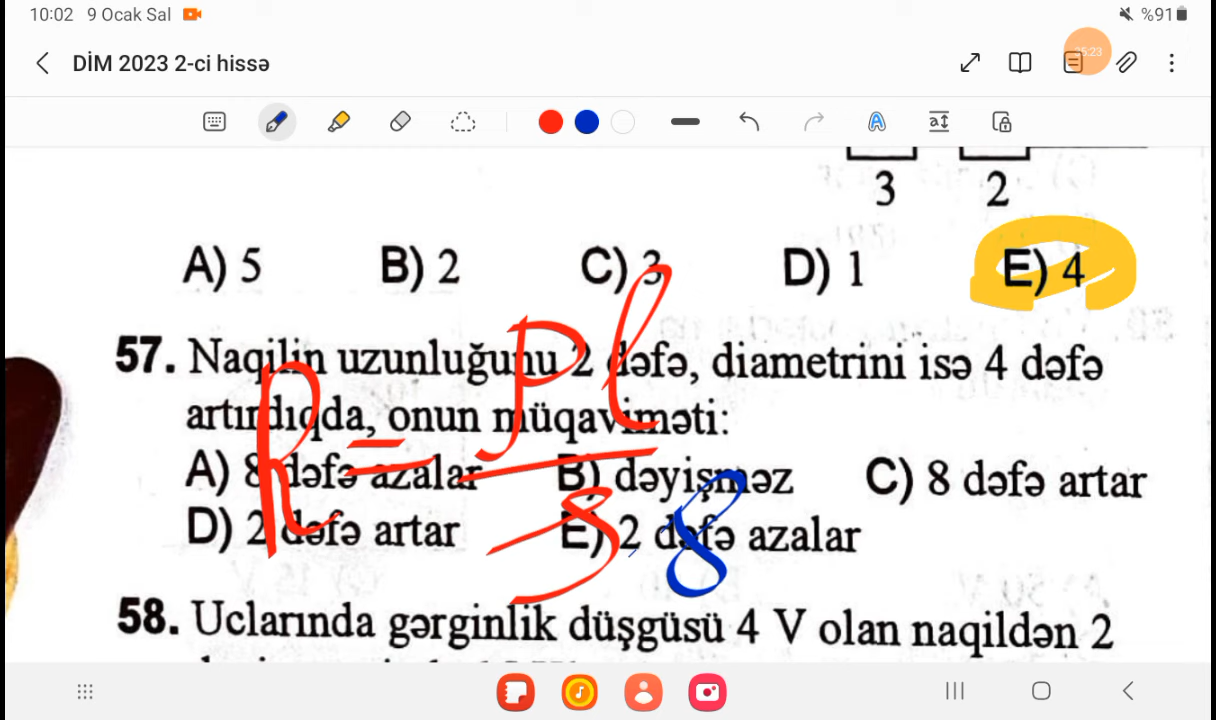 10:02 9 Ocak Sal %91
DİM 2023 2-ci hissə
05:23
3 2
A) 5 B) 2 C) 3 D) 1 E) 4
57. Naqilin uzunluğunu 2 dəfə, diametrini isə 4 dəfə
artırdıqda, onun müqaviməti:
A) 8 dəfə azalar B) dəyişməz C) 8 dəfə artar
D) 2 dəfə artar E) 2 dəfə azalar
R = ρl
S
8
58. Uclarında gərginlik düşgüsü 4 V olan naqildən 2